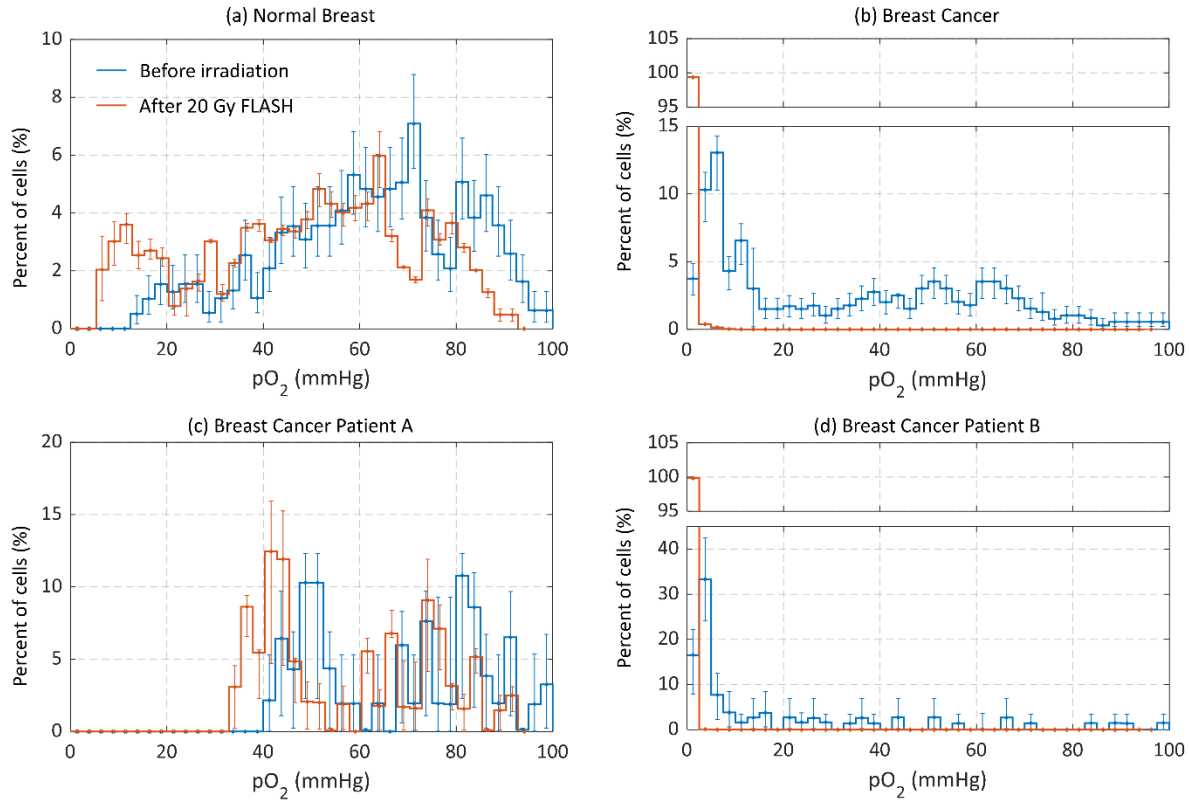 (a) Normal Breast
10
8
6
4
2
0
Percent of cells (%)
Before irradiation
After 20 Gy FLASH
0 20 40 60 80 100
pO2 (mmHg)
(b) Breast Cancer
105
100
95
15
10
5
0
Percent of cells (%)
0 20 40 60 80 100
pO2 (mmHg)
(c) Breast Cancer Patient A
20
15
10
5
0
Percent of cells (%)
0 20 40 60 80 100
pO2 (mmHg)
(d) Breast Cancer Patient B
105
100
95
40
30
20
10
0
Percent of cells (%)
0 20 40 60 80 100
pO2 (mmHg)